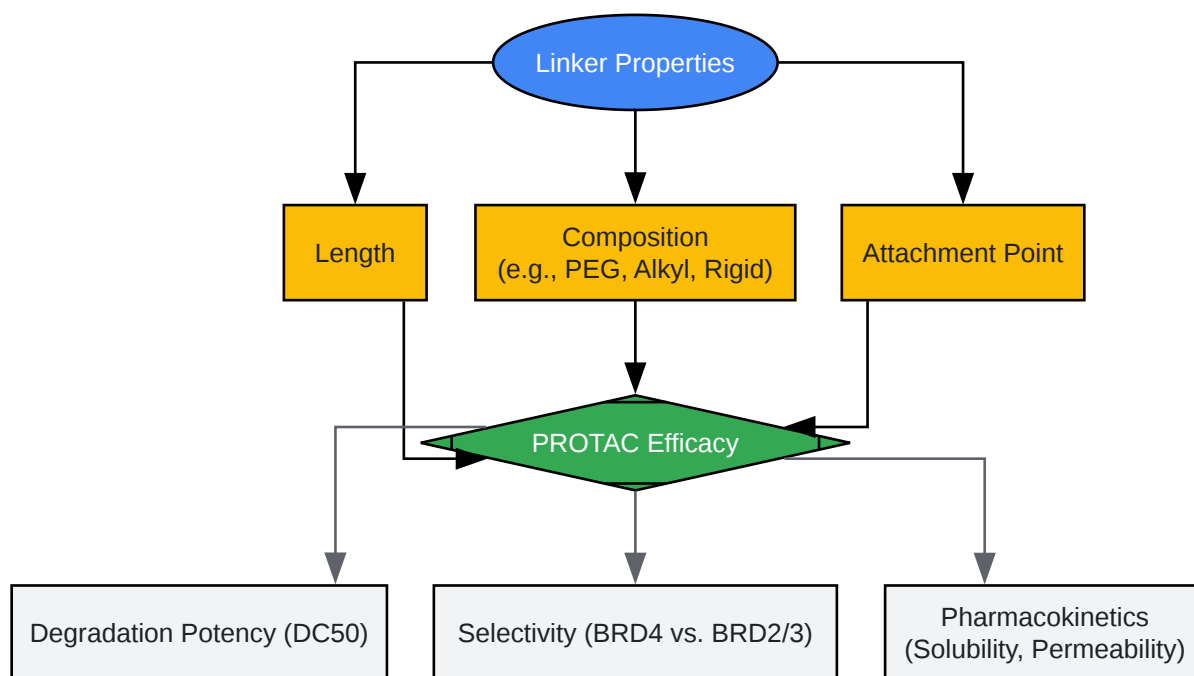 Linker Properties
Length
Composition
(e.g., PEG, Alkyl, Rigid)
Attachment Point
PROTAC Efficacy
Degradation Potency (DC50)
Selectivity (BRD4 vs. BRD2/3)
Pharmacokinetics
(Solubility, Permeability)